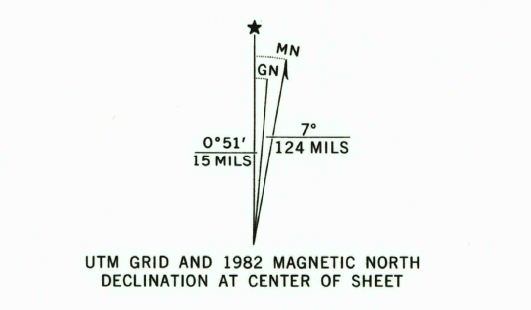 ★
MN
GN
0°51'
15 MILS
7°
124 MILS
UTM GRID AND 1982 MAGNETIC NORTH
DECLINATION AT CENTER OF SHEET